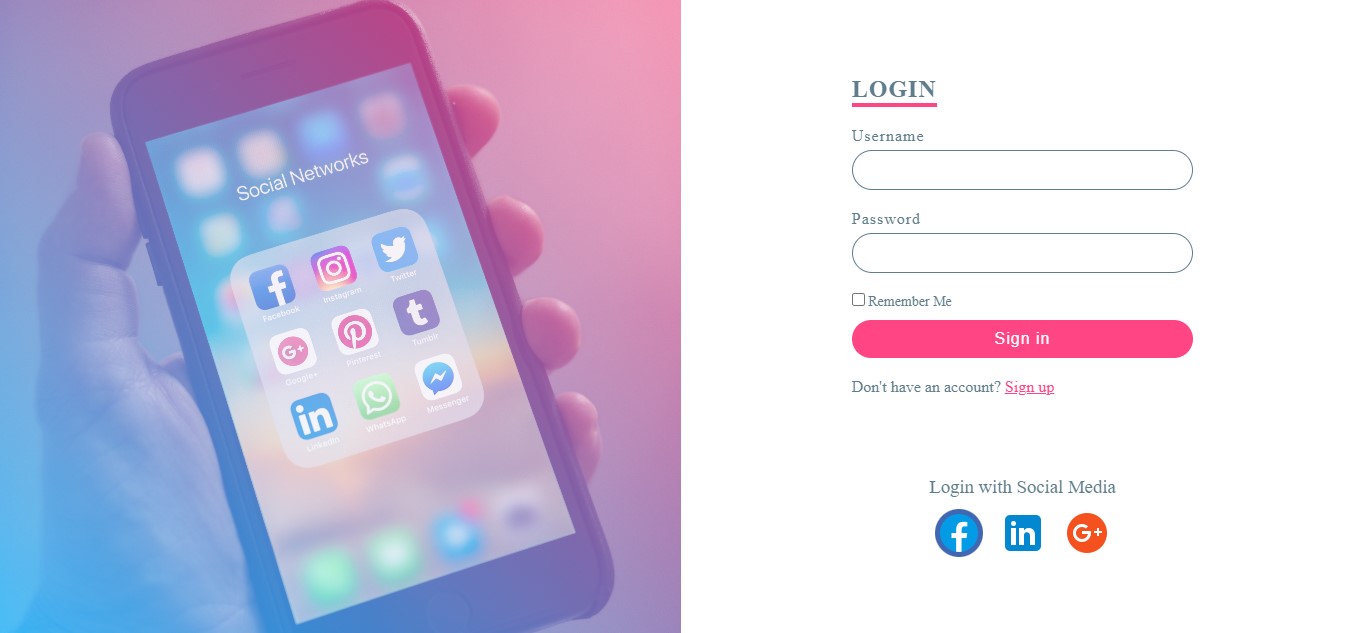 Social Networks
Facebook
Instagram
Twitter
Google+
Pinterest
Tumblr
LinkedIn
WhatsApp
Messenger
LOGIN
Username
Password
Remember Me
Sign in
Don't have an account? Sign up
Login with Social Media